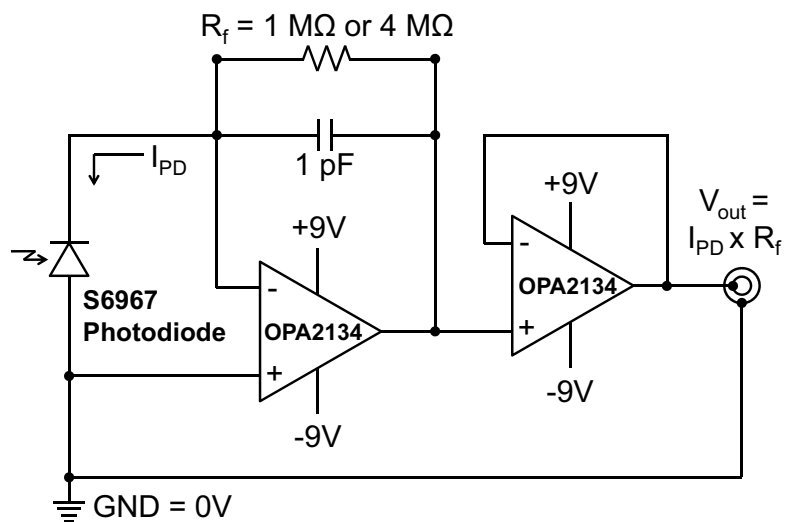 R_f = 1 MΩ or 4 MΩ
I_PD
1 pF
+9V
-
OPA2134
+
-9V
S6967
Photodiode
+9V
-
OPA2134
+
-9V
V_out =
I_PD x R_f
GND = 0V